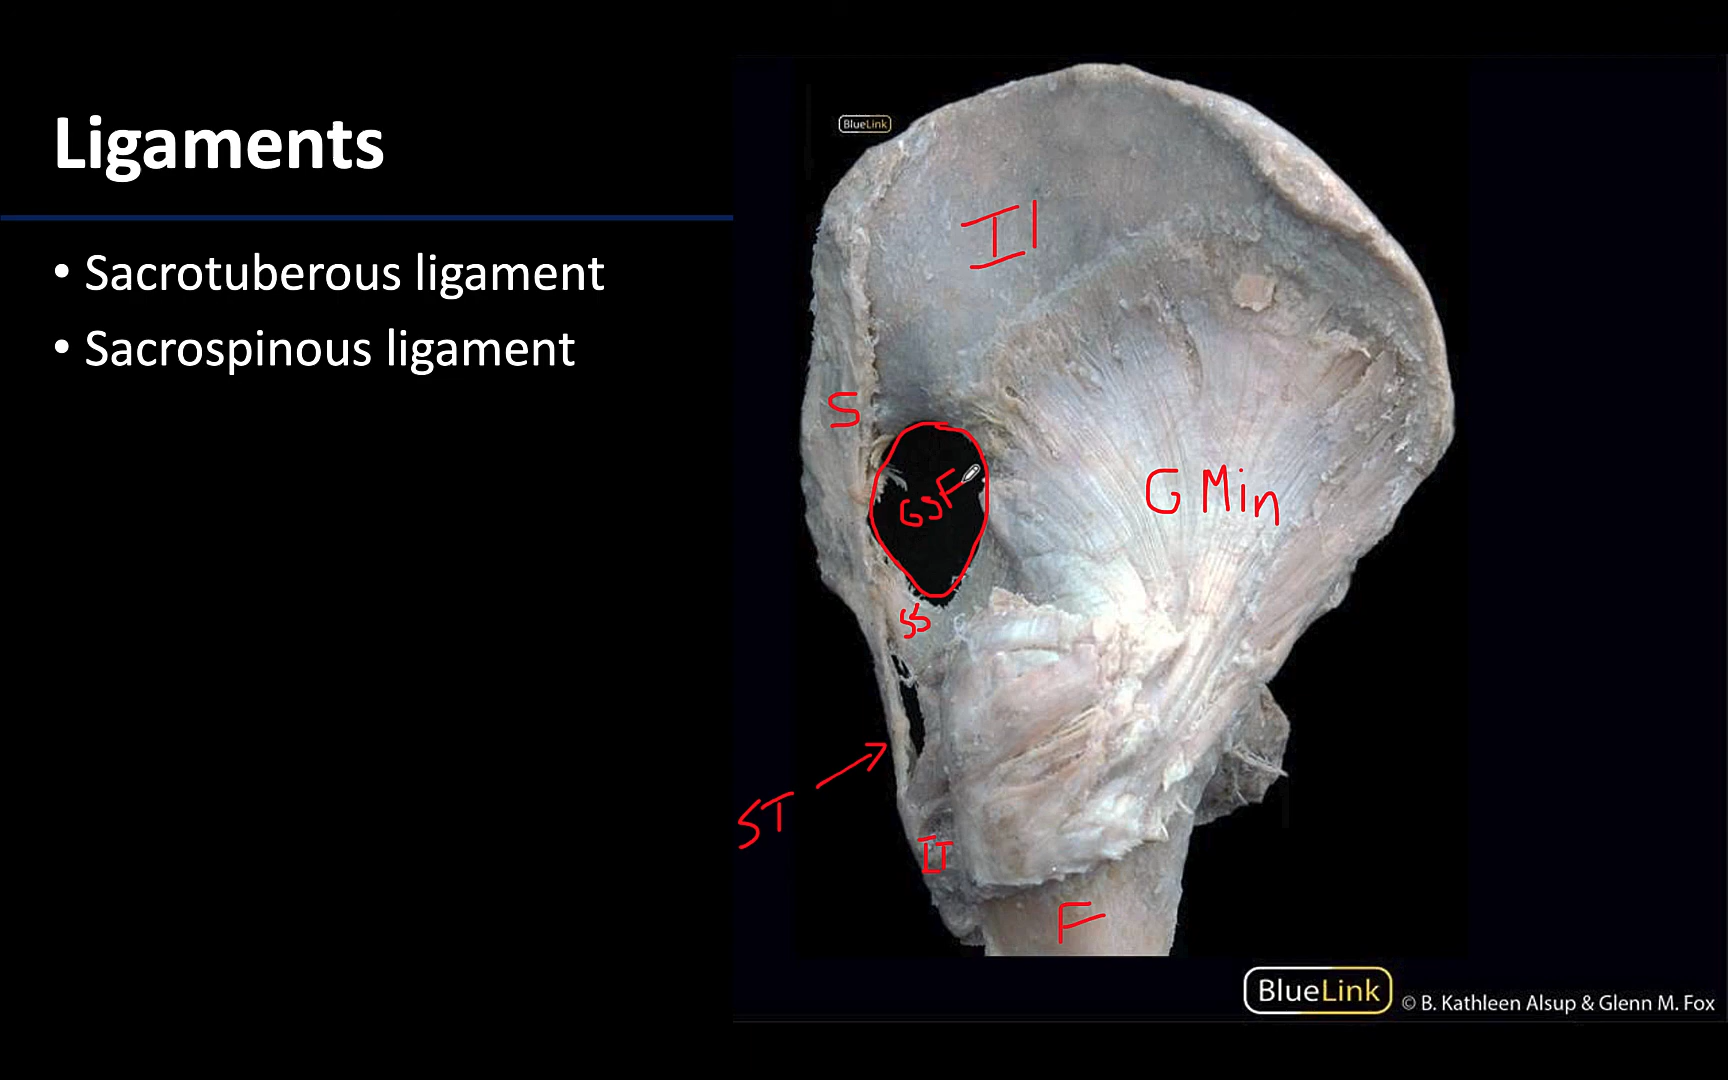 Ligaments
• Sacrotuberous ligament
• Sacrospinous ligament
BlueLink
Il
S
GSF
G Min
SS
ST
IT
F
BlueLink © B. Kathleen Alsup & Glenn M. Fox